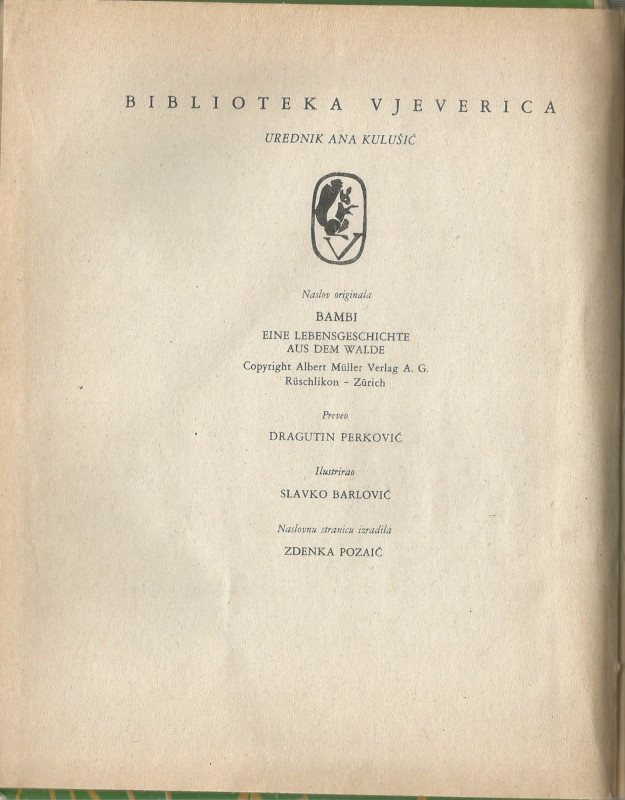 BIBLIOTEKA VJEVERICA
UREDNIK ANA KULUŠIĆ
V
Naslov originala
BAMBI
EINE LEBENSGESCHICHTE
AUS DEM WALDE
Copyright Albert Müller Verlag A. G.
Rüschlikon – Zürich
Preveo
DRAGUTIN PERKOVIĆ
Ilustrirao
SLAVKO BARLOVIĆ
Naslovnu stranicu izradila
ZDENKA POZAIĆ